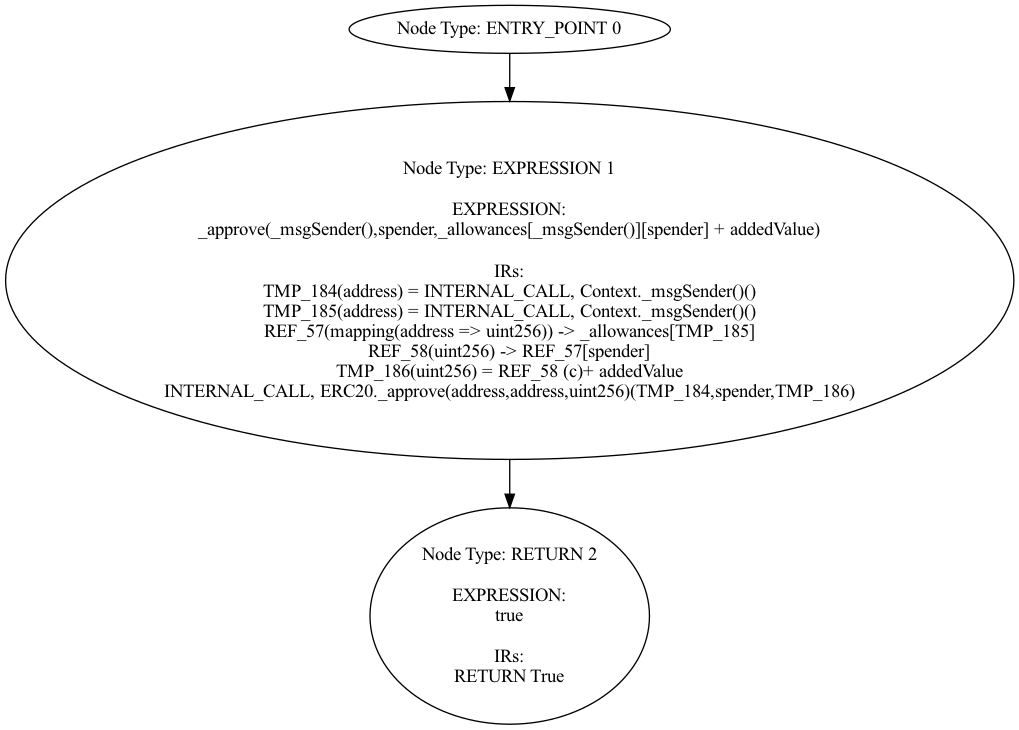 Node Type: ENTRY_POINT 0
Node Type: EXPRESSION 1
EXPRESSION:
_approve(_msgSender(),spender,_allowances[_msgSender()][spender] + addedValue)
IRs:
TMP_184(address) = INTERNAL_CALL, Context._msgSender()()
TMP_185(address) = INTERNAL_CALL, Context._msgSender()()
REF_57(mapping(address => uint256)) -> _allowances[TMP_185]
REF_58(uint256) -> REF_57[spender]
TMP_186(uint256) = REF_58 (c)+ addedValue
INTERNAL_CALL, ERC20._approve(address,address,uint256)(TMP_184,spender,TMP_186)
Node Type: RETURN 2
EXPRESSION:
true
IRs:
RETURN True